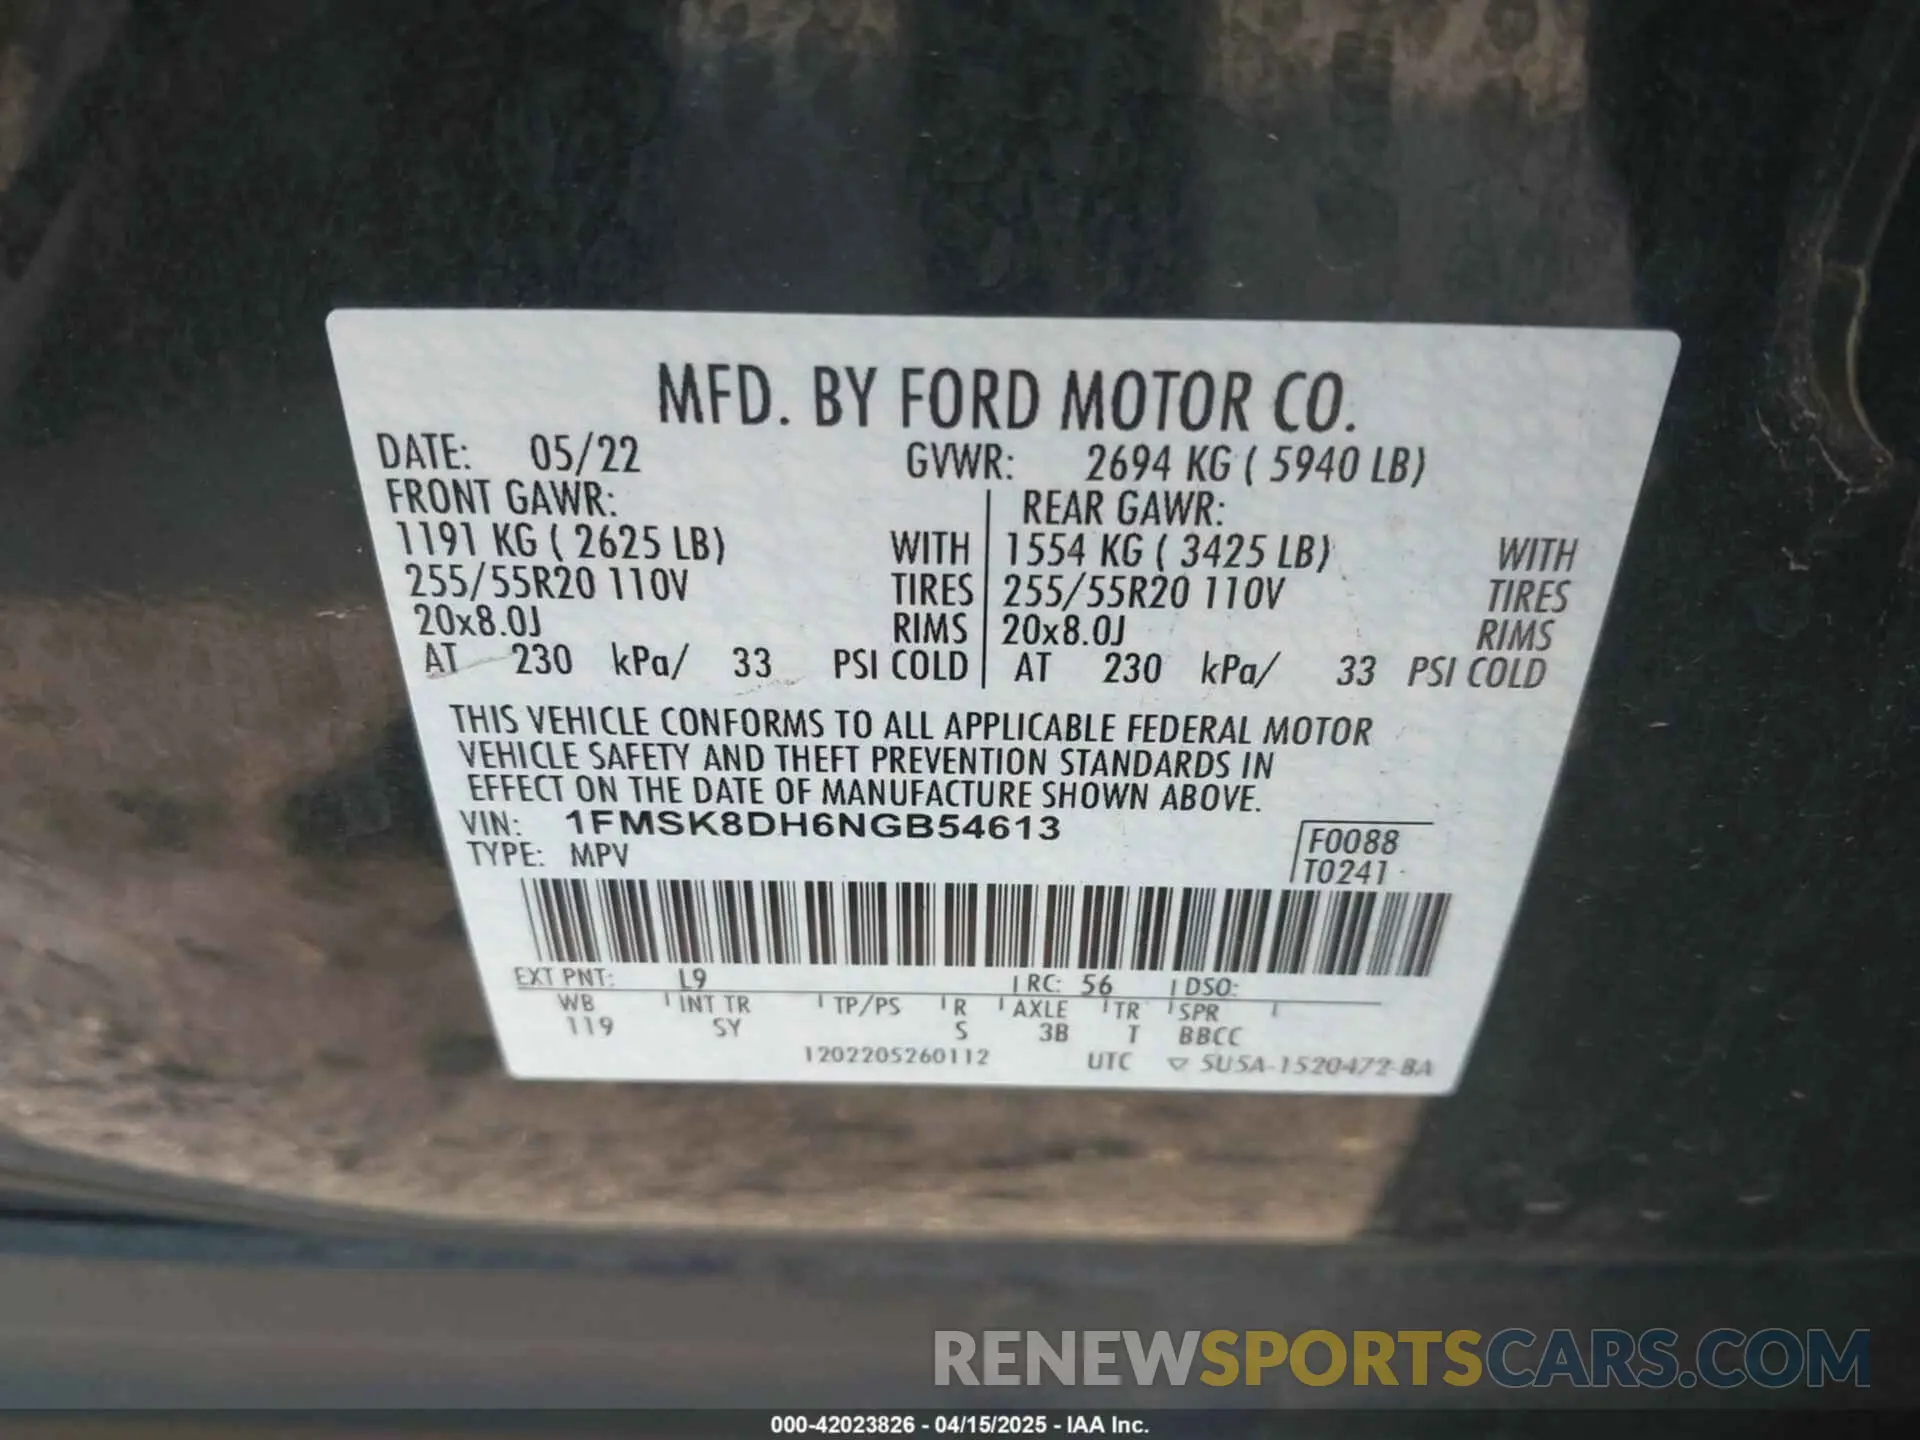 MFD. BY FORD MOTOR CO.
DATE: 05/22 GVWR: 2694 KG ( 5940 LB)
FRONT GAWR: REAR GAWR:
1191 KG ( 2625 LB) WITH 1554 KG ( 3425 LB) WITH
255/55R20 110V TIRES 255/55R20 110V TIRES
20x8.0J RIMS 20x8.0J RIMS
AT 230 kPa/ 33 PSI COLD AT 230 kPa/ 33 PSI COLD
THIS VEHICLE CONFORMS TO ALL APPLICABLE FEDERAL MOTOR
VEHICLE SAFETY AND THEFT PREVENTION STANDARDS IN
EFFECT ON THE DATE OF MANUFACTURE SHOWN ABOVE.
VIN: 1FMSK8DH6NGB54613 F0088
TYPE: MPV T0241
EXT PNT: L9 RC: 56 DSO:
WB INT TR TP/PS R AXLE TR SPR
119 SY S 3B T BBCC
1202205260112 UTC ▽ 5U5A-1520472-BA
RENEWSPORTSCARS.COM
000-42023826 - 04/15/2025 - IAA Inc.